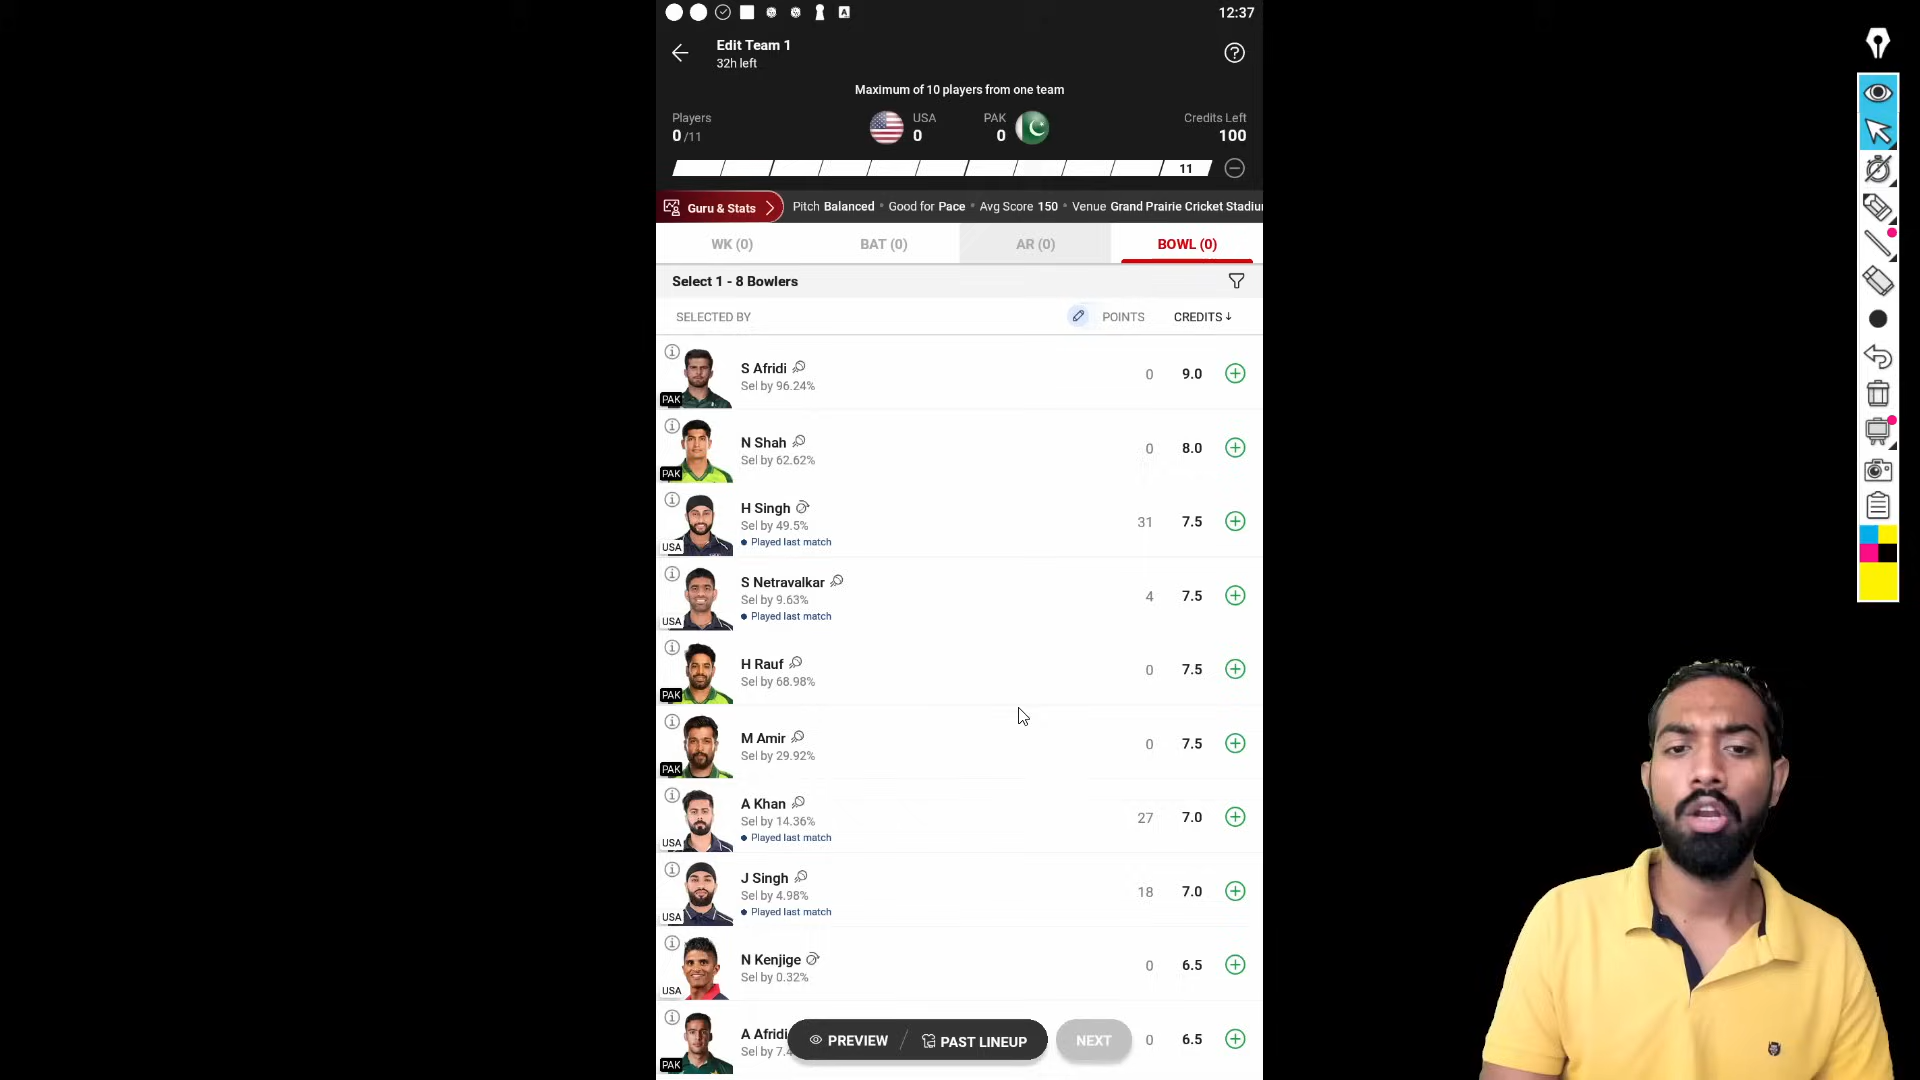 12:37
Edit Team 1
32h left
Maximum of 10 players from one team
Players
0 /11
USA
0
PAK
0
Credits Left
100
11
Guru & Stats
Pitch Balanced • Good for Pace • Avg Score 150 • Venue Grand Prairie Cricket Stadiu
WK (0)
BAT (0)
AR (0)
BOWL (0)
Select 1 - 8 Bowlers
SELECTED BY
POINTS
CREDITS↓
S Afridi
Sel by 96.24%
PAK
0
9.0
N Shah
Sel by 62.62%
PAK
0
8.0
H Singh
Sel by 49.5%
Played last match
USA
31
7.5
S Netravalkar
Sel by 9.63%
Played last match
USA
4
7.5
H Rauf
Sel by 68.98%
PAK
0
7.5
M Amir
Sel by 29.92%
PAK
0
7.5
A Khan
Sel by 14.36%
Played last match
USA
27
7.0
J Singh
Sel by 4.98%
Played last match
USA
18
7.0
N Kenjige
Sel by 0.32%
USA
0
6.5
A Afridi
Sel by 7.4
PAK
0
6.5
PREVIEW
PAST LINEUP
NEXT